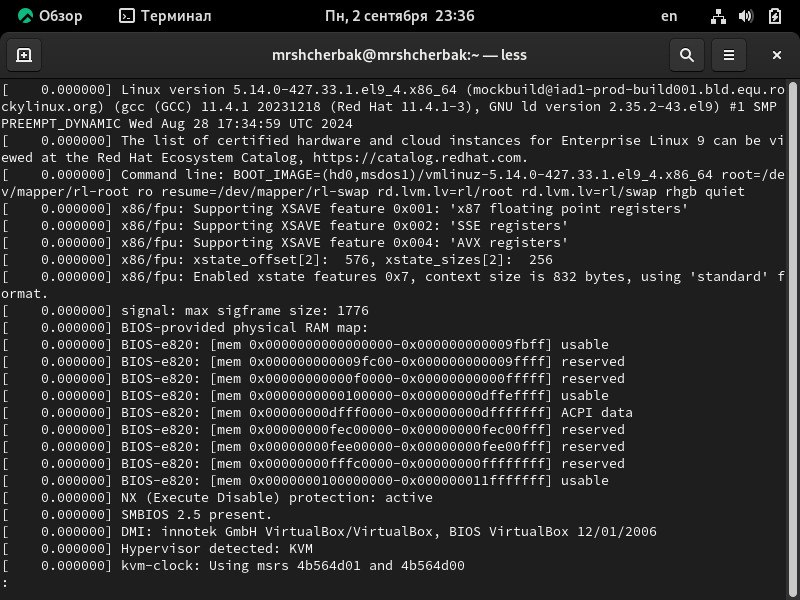 Обзор Терминал Пн, 2 сентября 23:36 en
mrshcherbak@mrshcherbak:~ — less
[    0.000000] Linux version 5.14.0-427.33.1.el9_4.x86_64 (mockbuild@iad1-prod-build001.bld.equ.ro
ckylinux.org) (gcc (GCC) 11.4.1 20231218 (Red Hat 11.4.1-3), GNU ld version 2.35.2-43.el9) #1 SMP
PREEMPT_DYNAMIC Wed Aug 28 17:34:59 UTC 2024
[    0.000000] The list of certified hardware and cloud instances for Enterprise Linux 9 can be vi
ewed at the Red Hat Ecosystem Catalog, https://catalog.redhat.com.
[    0.000000] Command line: BOOT_IMAGE=(hd0,msdos1)/vmlinuz-5.14.0-427.33.1.el9_4.x86_64 root=/de
v/mapper/rl-root ro resume=/dev/mapper/rl-swap rd.lvm.lv=rl/root rd.lvm.lv=rl/swap rhgb quiet
[    0.000000] x86/fpu: Supporting XSAVE feature 0x001: 'x87 floating point registers'
[    0.000000] x86/fpu: Supporting XSAVE feature 0x002: 'SSE registers'
[    0.000000] x86/fpu: Supporting XSAVE feature 0x004: 'AVX registers'
[    0.000000] x86/fpu: xstate_offset[2]:  576, xstate_sizes[2]:  256
[    0.000000] x86/fpu: Enabled xstate features 0x7, context size is 832 bytes, using 'standard' f
ormat.
[    0.000000] signal: max sigframe size: 1776
[    0.000000] BIOS-provided physical RAM map:
[    0.000000] BIOS-e820: [mem 0x0000000000000000-0x000000000009fbff] usable
[    0.000000] BIOS-e820: [mem 0x000000000009fc00-0x000000000009ffff] reserved
[    0.000000] BIOS-e820: [mem 0x00000000000f0000-0x00000000000fffff] reserved
[    0.000000] BIOS-e820: [mem 0x0000000000100000-0x00000000dffeffff] usable
[    0.000000] BIOS-e820: [mem 0x00000000dfff0000-0x00000000dfffffff] ACPI data
[    0.000000] BIOS-e820: [mem 0x00000000fec00000-0x00000000fec00fff] reserved
[    0.000000] BIOS-e820: [mem 0x00000000fee00000-0x00000000fee00fff] reserved
[    0.000000] BIOS-e820: [mem 0x00000000fffc0000-0x00000000ffffffff] reserved
[    0.000000] BIOS-e820: [mem 0x0000000100000000-0x000000011fffffff] usable
[    0.000000] NX (Execute Disable) protection: active
[    0.000000] SMBIOS 2.5 present.
[    0.000000] DMI: innotek GmbH VirtualBox/VirtualBox, BIOS VirtualBox 12/01/2006
[    0.000000] Hypervisor detected: KVM
[    0.000000] kvm-clock: Using msrs 4b564d01 and 4b564d00
: